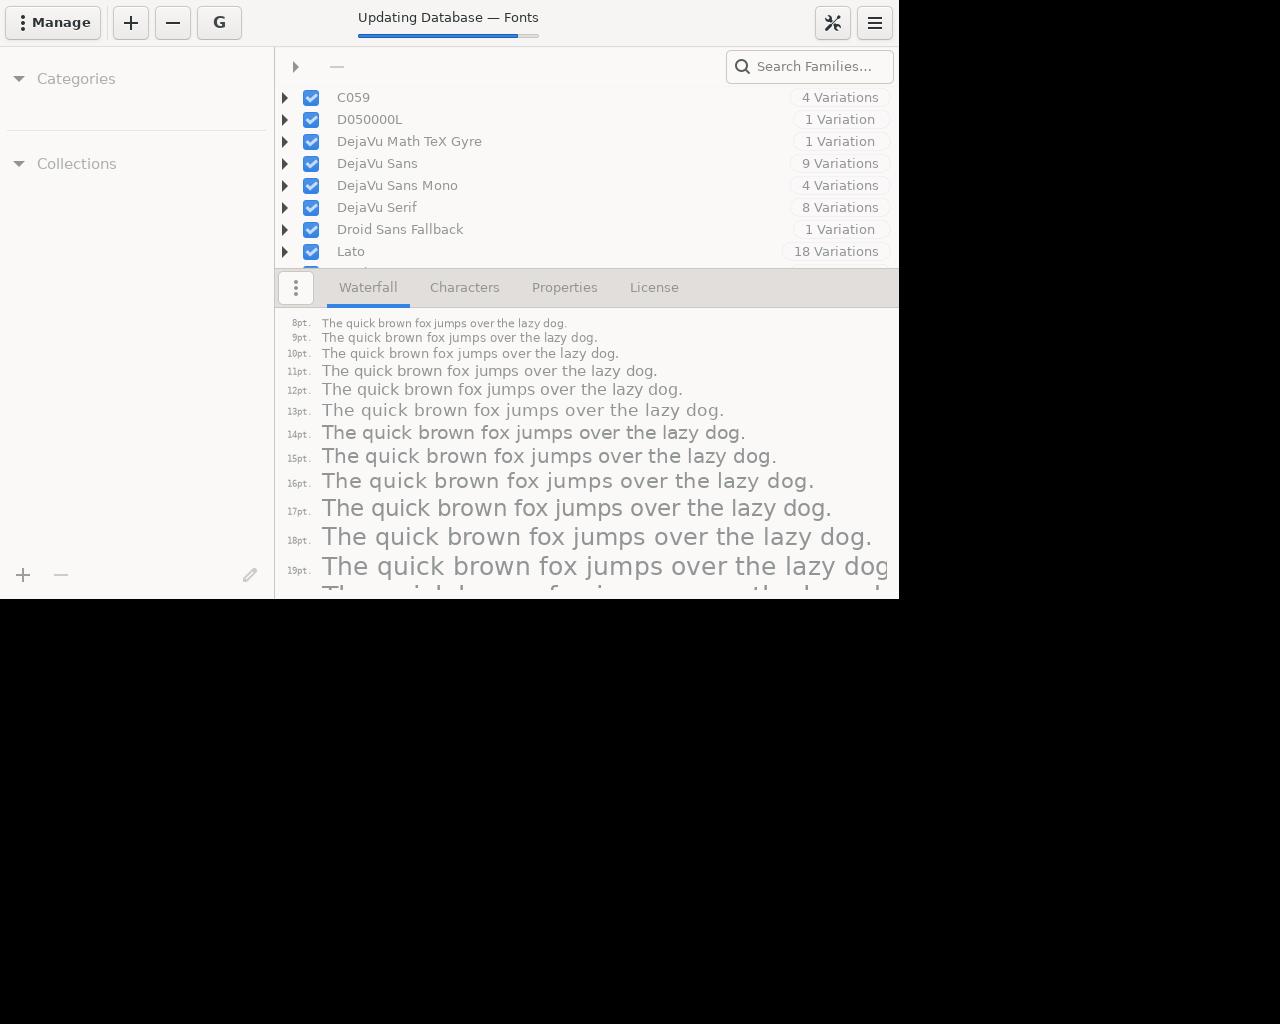 Manage
G
Updating Database — Fonts
Categories
Collections
Search Families...
C059 4 Variations
D050000L 1 Variation
DejaVu Math TeX Gyre 1 Variation
DejaVu Sans 9 Variations
DejaVu Sans Mono 4 Variations
DejaVu Serif 8 Variations
Droid Sans Fallback 1 Variation
Lato 18 Variations
Waterfall Characters Properties License
8pt. The quick brown fox jumps over the lazy dog.
9pt. The quick brown fox jumps over the lazy dog.
10pt. The quick brown fox jumps over the lazy dog.
11pt. The quick brown fox jumps over the lazy dog.
12pt. The quick brown fox jumps over the lazy dog.
13pt. The quick brown fox jumps over the lazy dog.
14pt. The quick brown fox jumps over the lazy dog.
15pt. The quick brown fox jumps over the lazy dog.
16pt. The quick brown fox jumps over the lazy dog.
17pt. The quick brown fox jumps over the lazy dog.
18pt. The quick brown fox jumps over the lazy dog.
19pt. The quick brown fox jumps over the lazy dog